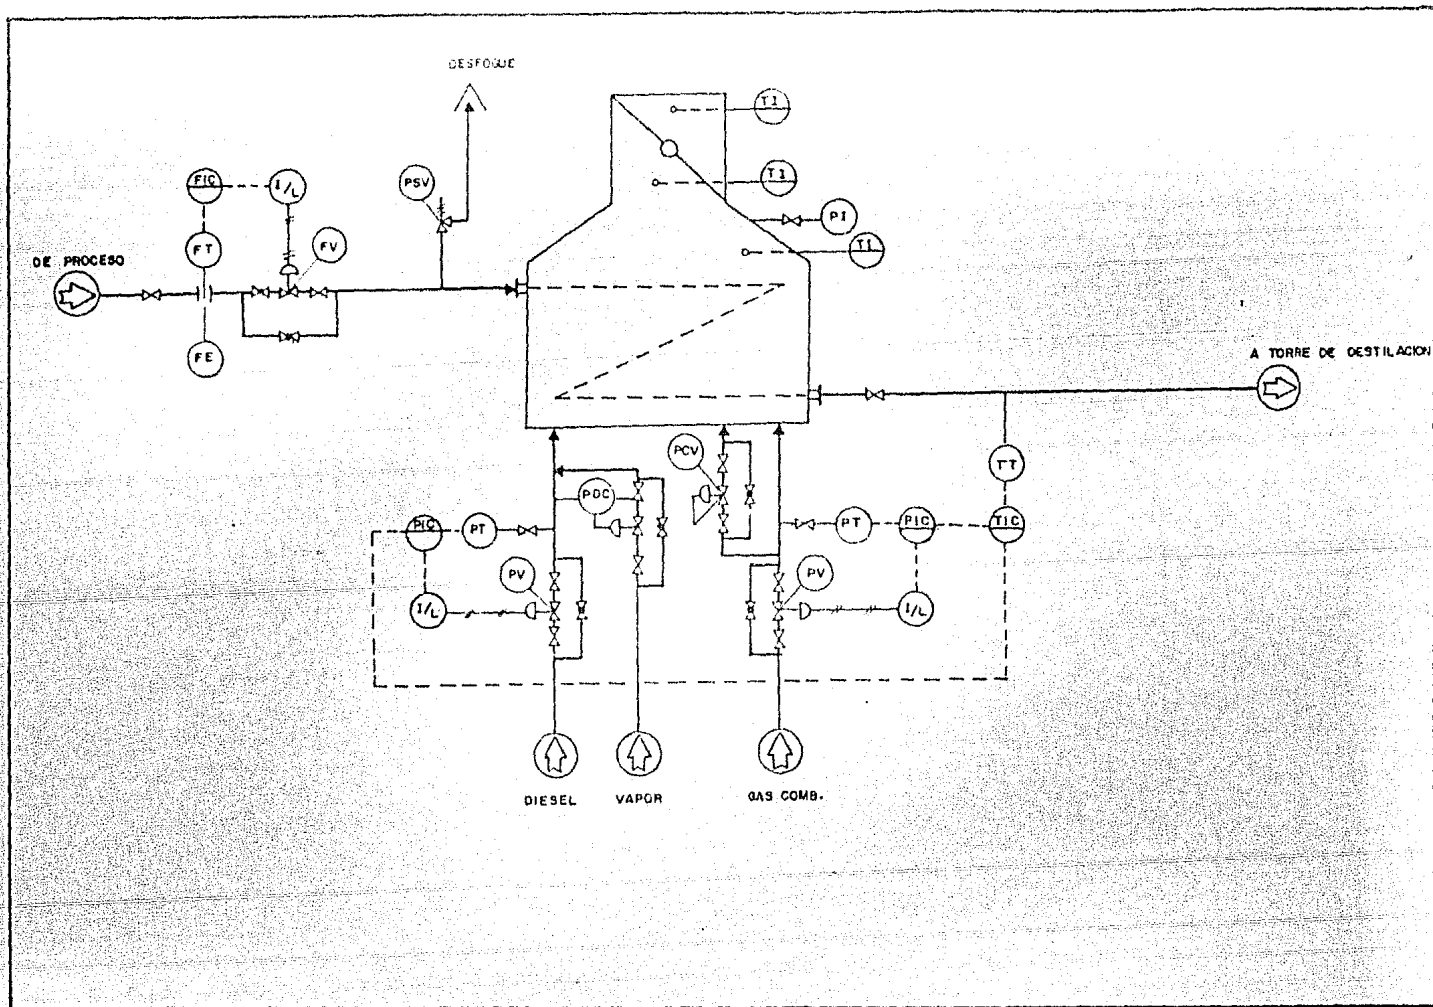 DESFOGUE
TI
TI
PSV
FIC
I/L
PI
FT
FV
TI
DE PROCESO
FE
A TORRE DE DESTILACION
PCV
TT
PDC
PIC
PT
PT
PIC
TIC
PV
PV
I/L
I/L
DIESEL
VAPOR
GAS COMB.